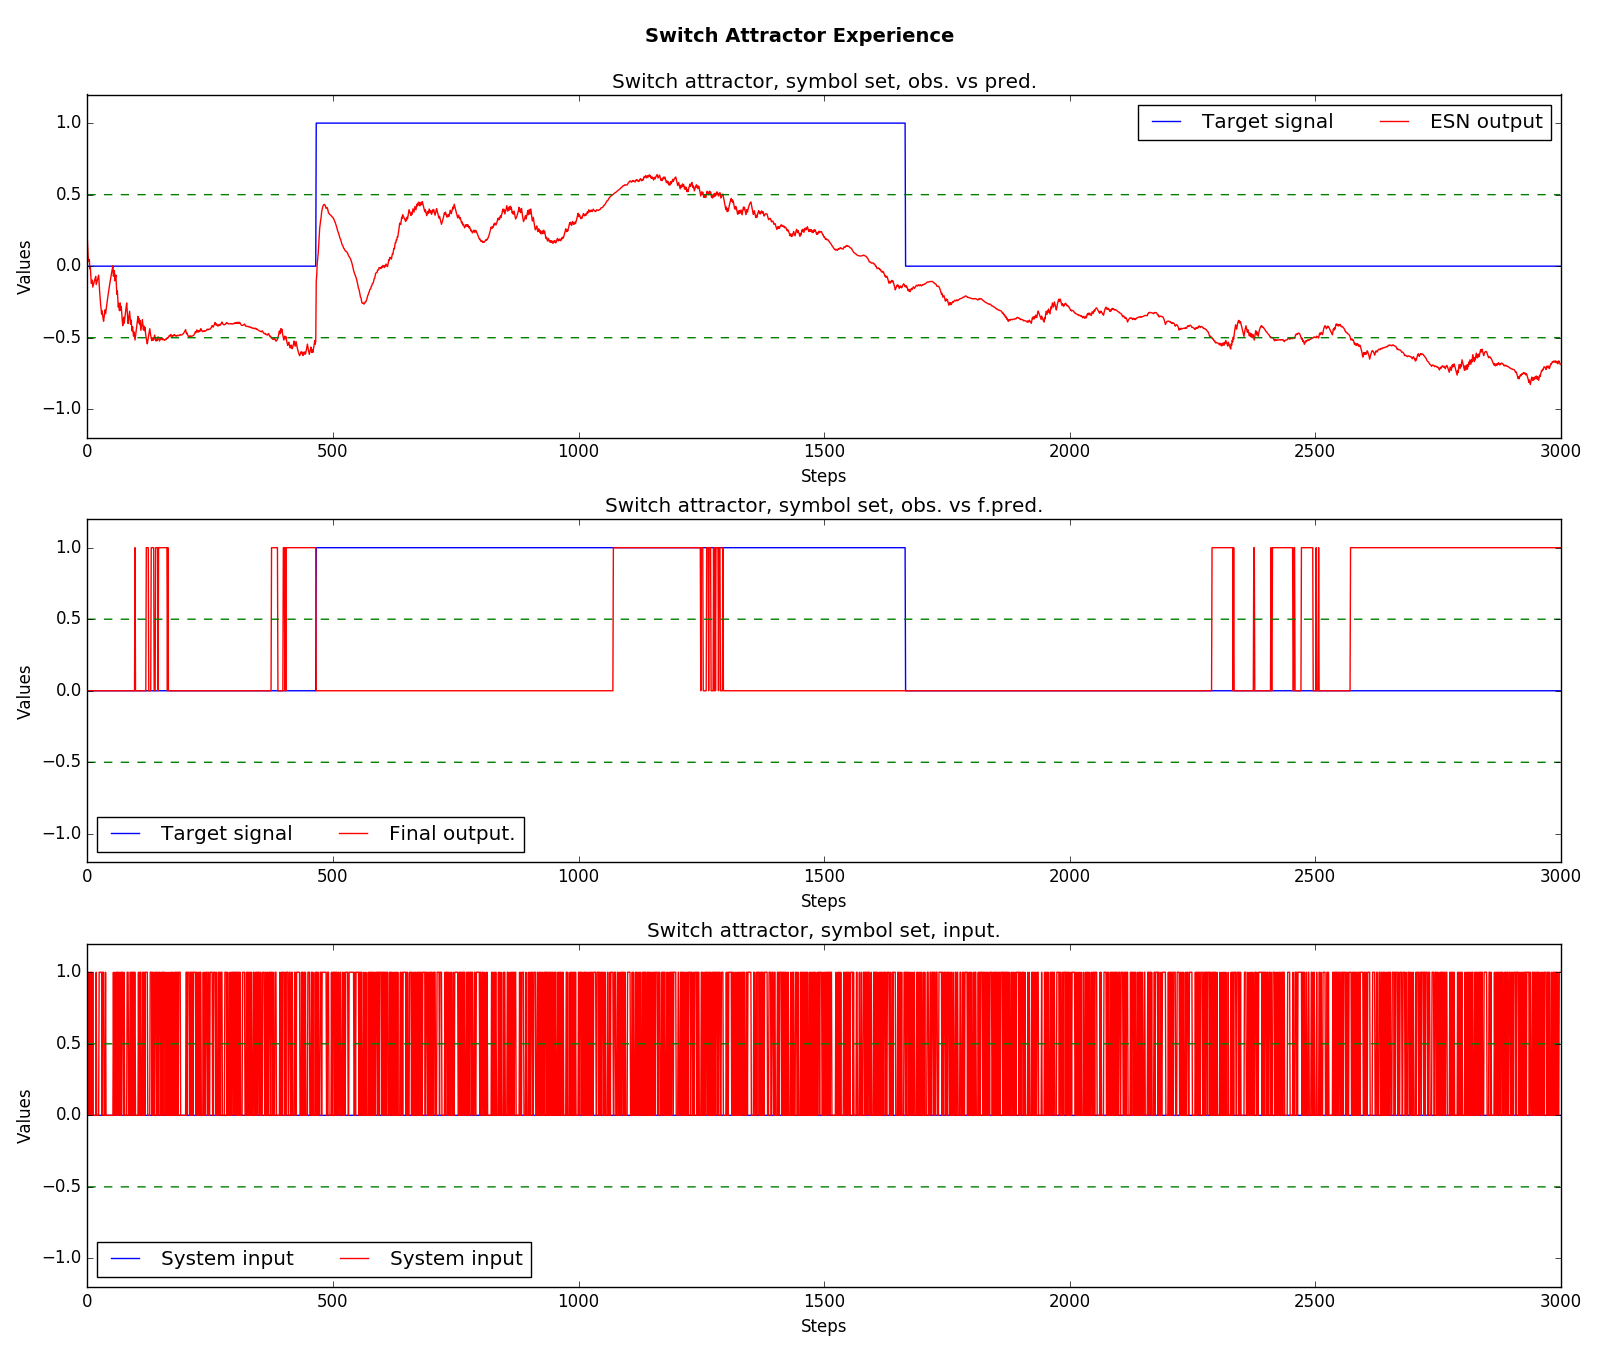 Switch Attractor Experience
Switch attractor, symbol set, obs. vs pred.
Target signal ESN output
Values
1.0
0.5
0.0
−0.5
−1.0
0 500 1000 1500 2000 2500 3000
Steps
Switch attractor, symbol set, obs. vs f.pred.
Values
1.0
0.5
0.0
−0.5
−1.0
Target signal Final output.
0 500 1000 1500 2000 2500 3000
Steps
Switch attractor, symbol set, input.
Values
1.0
0.5
0.0
−0.5
−1.0
System input System input
0 500 1000 1500 2000 2500 3000
Steps